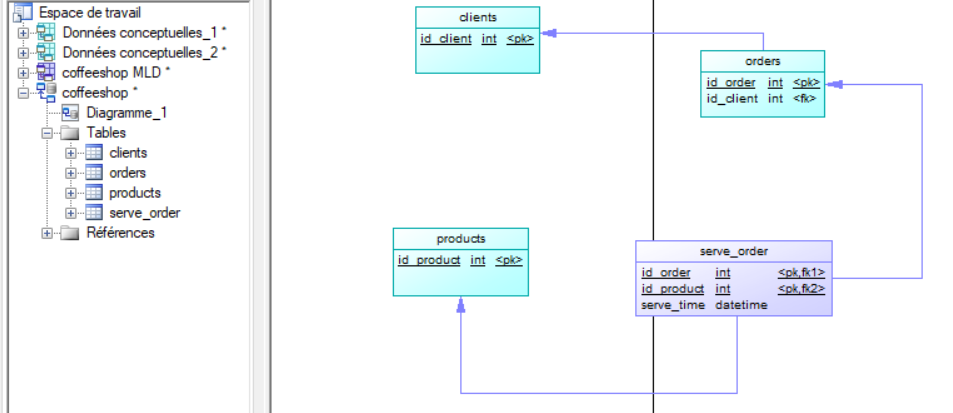 Espace de travail
Données conceptuelles_1 *
Données conceptuelles_2 *
coffeeshop MLD *
coffeeshop *
Diagramme_1
Tables
clients
orders
products
serve_order
Références
clients
id_client int <pk>
orders
id_order int <pk>
id_client int <fk>
products
id_product int <pk>
serve_order
id_order int <pk,fk1>
id_product int <pk,fk2>
serve_time datetime